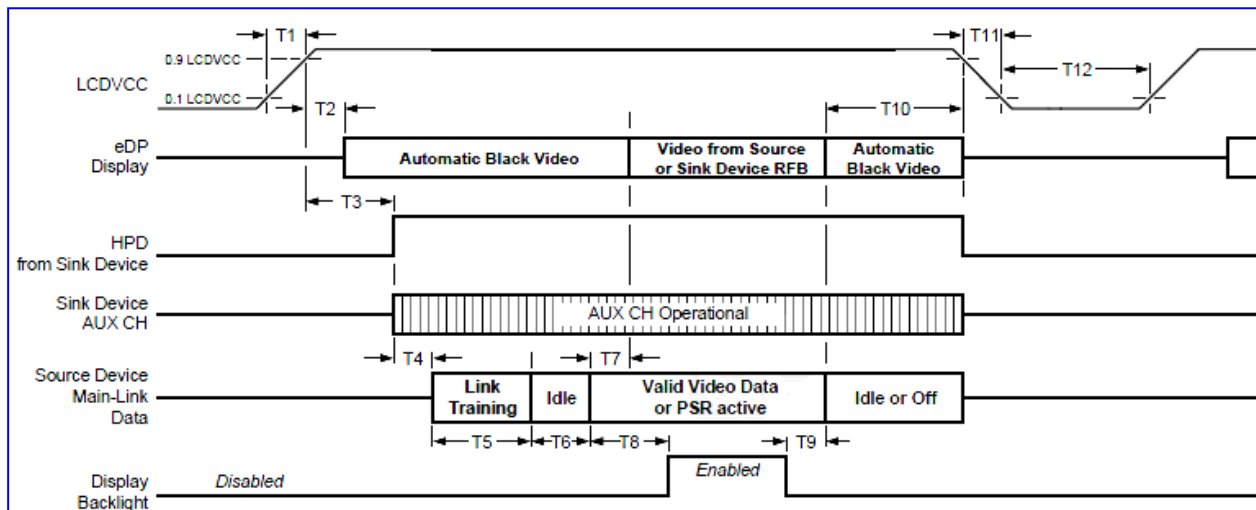 T1
T11
0.9 LCDVCC
LCDVCC
T12
0.1 LCDVCC
T2
T10
eDP
Display
Automatic Black Video
Video from Source
or Sink Device RFB
Automatic
Black Video
T3
HPD
from Sink Device
Sink Device
AUX CH
AUX CH Operational
T4
T7
Source Device
Main-Link
Data
Link
Training
Idle
Valid Video Data
or PSR active
Idle or Off
T5
T6
T8
T9
Display
Backlight
Disabled
Enabled